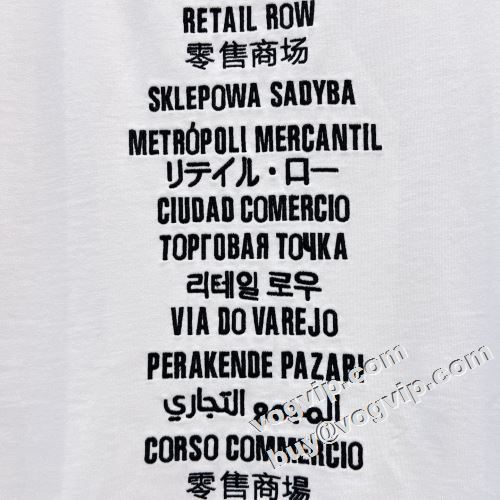 RETAIL ROW
零售商场
SKLEPOWA SADYBA
METRÓPOLI MERCANTIL
リテイル・ロー
CIUDAD COMERCIO
ТОРГОВАЯ ТОЧКА
리테일 로우
VIA DO VAREJO
PERAKENDE PAZARI
المجمع التجاري
vogvip.com
buy@vogvip.com
CORSO COMMERCIO
零售商場